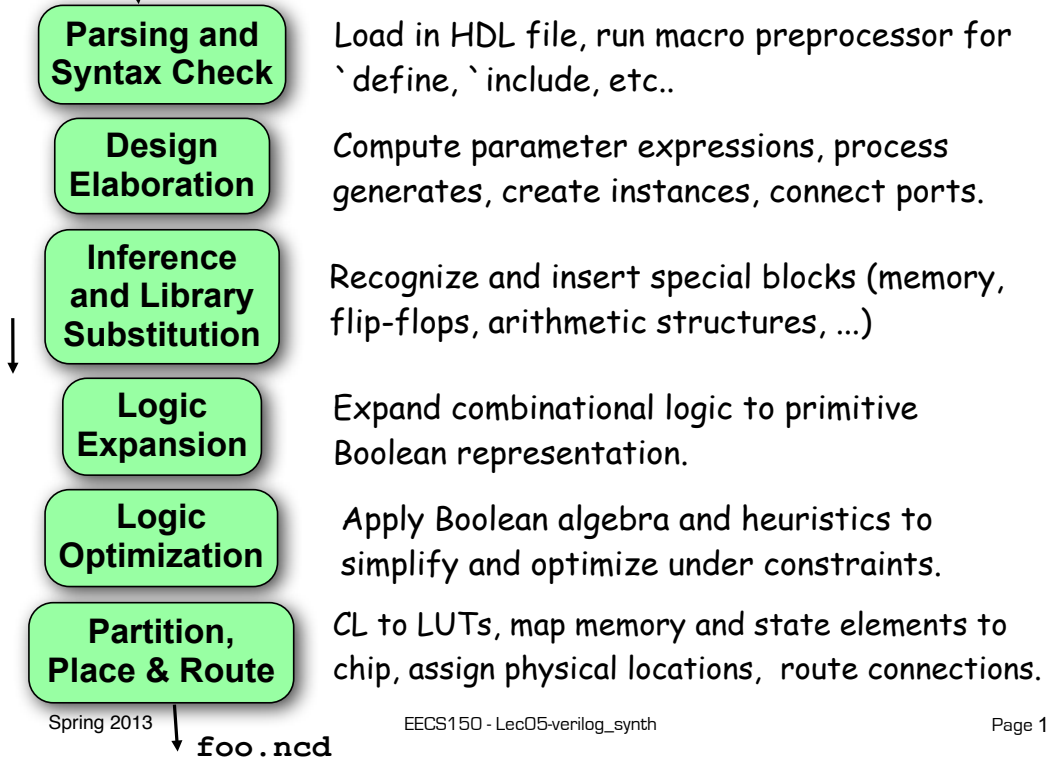 Parsing and
Syntax Check
Load in HDL file, run macro preprocessor for
`define, `include, etc..
Design
Elaboration
Compute parameter expressions, process
generates, create instances, connect ports.
Inference
and Library
Substitution
Recognize and insert special blocks (memory,
flip-flops, arithmetic structures, ...)
Logic
Expansion
Expand combinational logic to primitive
Boolean representation.
Logic
Optimization
Apply Boolean algebra and heuristics to
simplify and optimize under constraints.
Partition,
Place & Route
CL to LUTs, map memory and state elements to
chip, assign physical locations, route connections.
Spring 2013
EECS150 - Lec05-verilog_synth
Page 1
foo.ncd